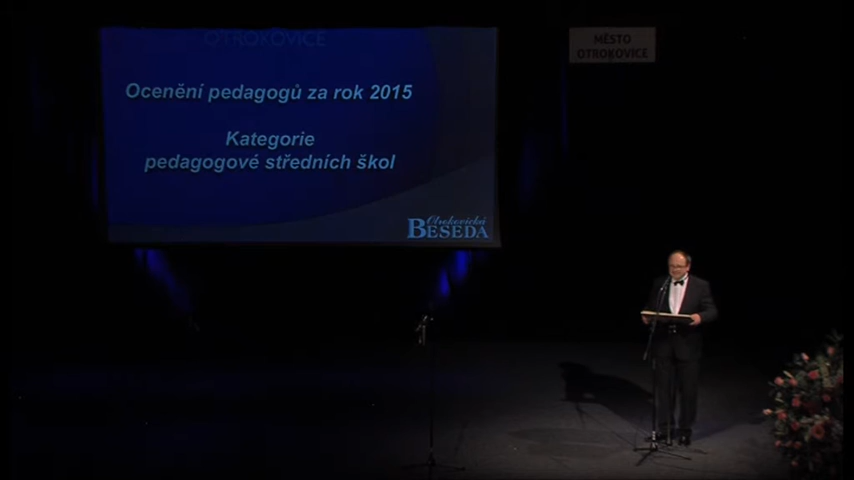 OTROKOVICE
MĚSTO
OTROKOVICE
Ocenění pedagogů za rok 2015
Kategorie
pedagogové středních škol
Otrokovická
BESEDA